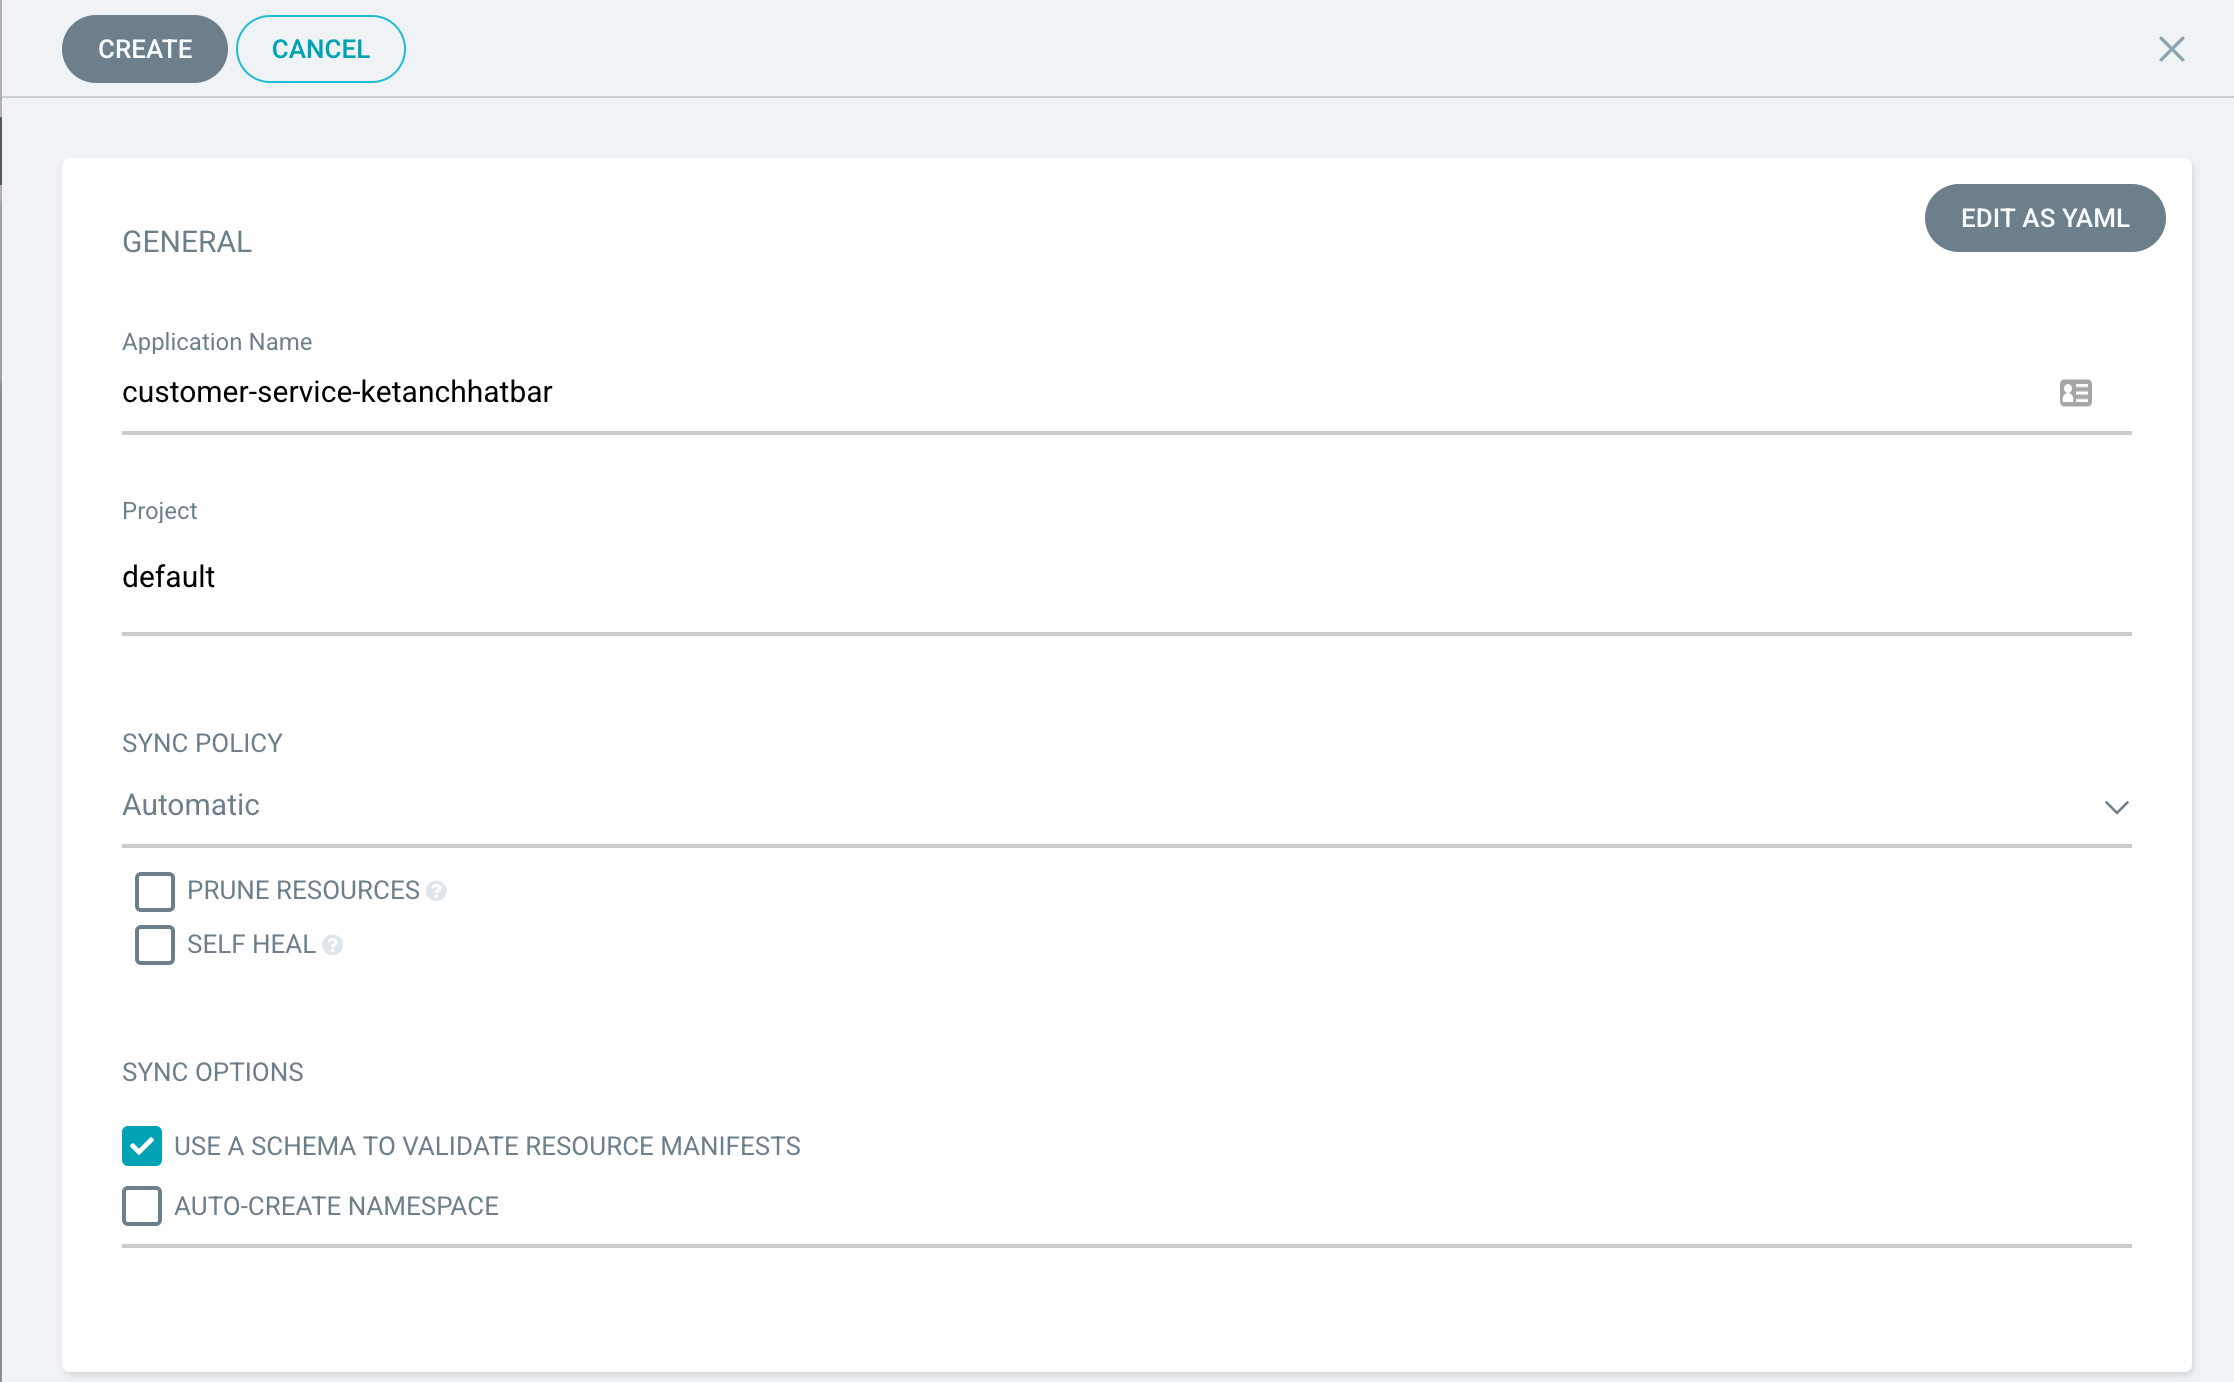 CREATE CANCEL
EDIT AS YAML
GENERAL
Application Name
customer-service-ketanchhatbar
Project
default
SYNC POLICY
Automatic
PRUNE RESOURCES ?
SELF HEAL ?
SYNC OPTIONS
USE A SCHEMA TO VALIDATE RESOURCE MANIFESTS
AUTO-CREATE NAMESPACE